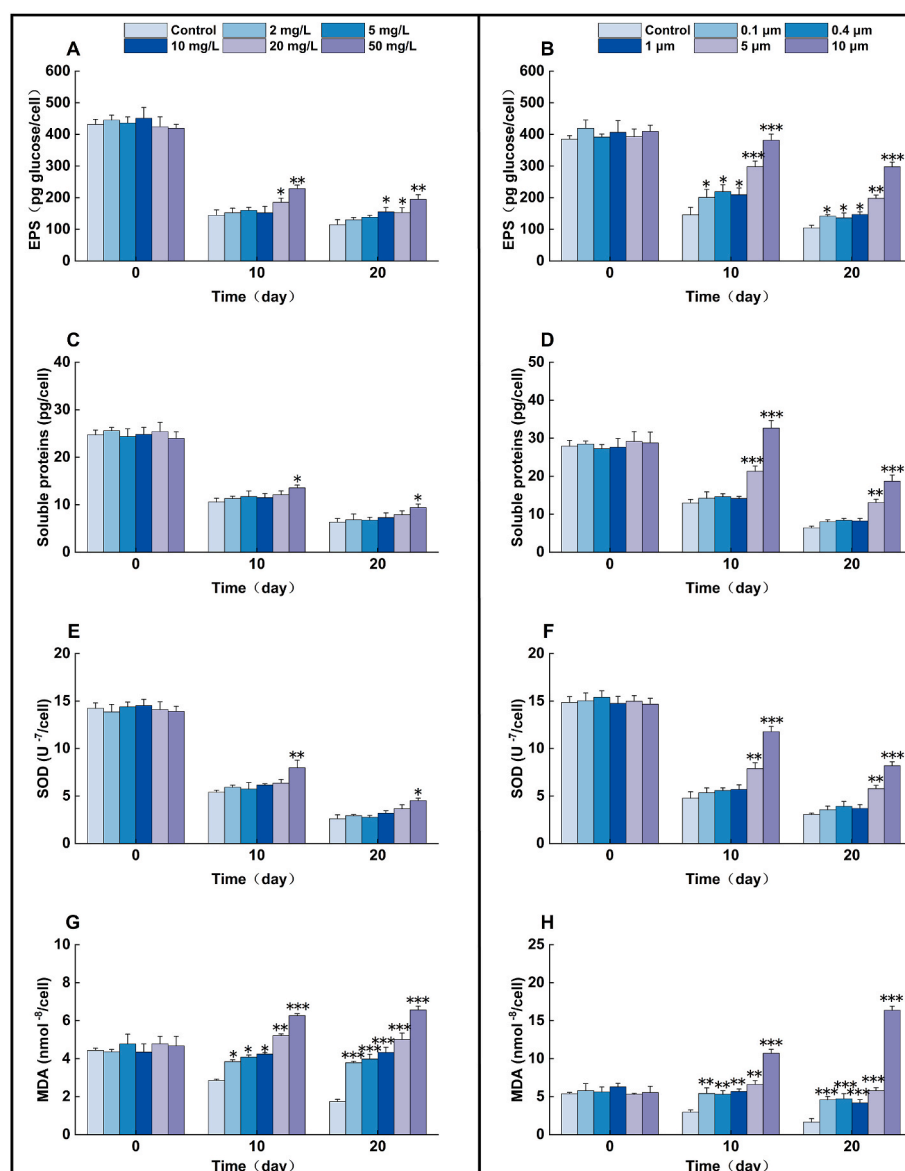 Control 2 mg/L 5 mg/L
10 mg/L 20 mg/L 50 mg/L
A
600
500
400
300
200
100
0
EPS（pg glucose/cell）
* ** * * **
0 10 20
Time（day）
Control 0.1 μm 0.4 μm
1 μm 5 μm 10 μm
B
600
500
400
300
200
100
0
EPS（pg glucose/cell）
* * * *** *** * * * ** ***
0 10 20
Time（day）
C
40
30
20
10
0
Soluble proteins (pg/cell)
* *
0 10 20
Time（day）
D
50
40
30
20
10
0
Soluble proteins (pg/cell)
*** *** ** ***
0 10 20
Time（day）
E
20
15
10
5
0
SOD (U -7/cell)
** *
0 10 20
Time（day）
F
20
15
10
5
0
SOD (U -7/cell)
** *** ** ***
0 10 20
Time（day）
G
10
8
6
4
2
0
MDA (nmol -8/cell)
* * * ** *** *** *** *** *** ***
0 10 20
Time（day）
H
25
20
15
10
5
0
MDA (nmol -8/cell)
** ** ** ** *** *** *** *** *** ***
0 10 20
Time（day）